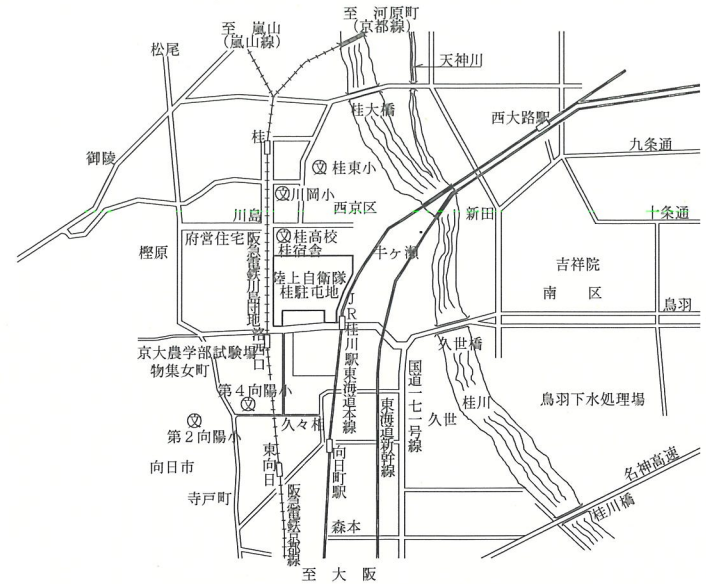 至　河原町
（京都線）
至　嵐山
（嵐山線）
松尾
天神川
桂大橋
西大路駅
桂
九条通
御陵
文 桂東小
文 川岡小
西京区
川島
新田
十条通
府営住宅
文 桂高校
桂宿舎
樫原
牛ヶ瀬
吉祥院
南　区
阪急電鉄川島団地
陸上自衛隊
桂駐屯地
鳥羽
JR桂川駅東海道本線
洛西口
久世橋
京大農学部試験場
物集女町
国道一七一号線
第4向陽小
文
桂川
鳥羽下水処理場
東海道新幹線
久世
文
第2向陽小
久々相
東向日
向日町駅
向日市
名神高速
寺戸町
阪急電鉄京都線
桂川橋
森本
至　大　阪